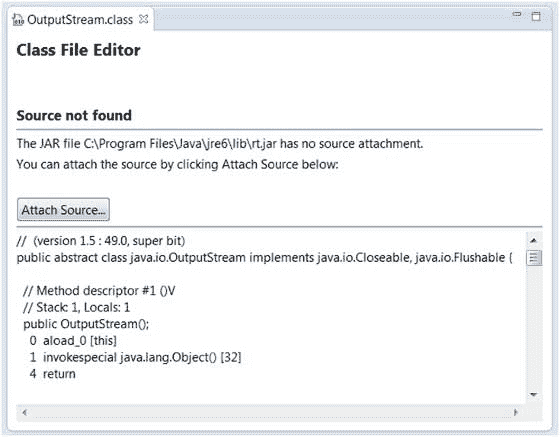 OutputStream.class
Class File Editor
Source not found
The JAR file C:\Program Files\Java\jre6\lib\rt.jar has no source attachment.
You can attach the source by clicking Attach Source below:
Attach Source...
// (version 1.5 : 49.0, super bit)
public abstract class java.io.OutputStream implements java.io.Closeable, java.io.Flushable {
// Method descriptor #1 ()V
// Stack: 1, Locals: 1
public OutputStream();
0 aload_0 [this]
1 invokespecial java.lang.Object() [32]
4 return